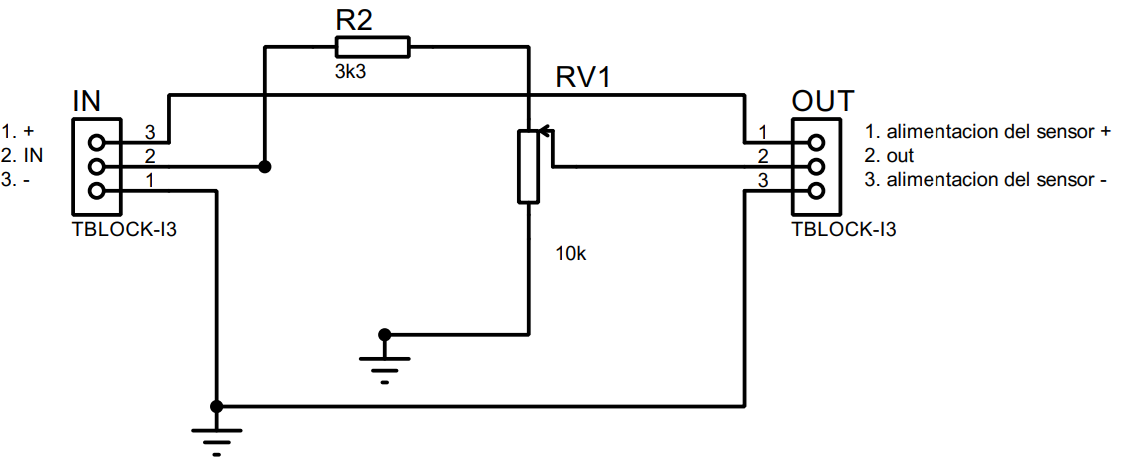 R2
3k3
RV1
IN
OUT
1. +
2. IN
3. -
3
2
1
1
2
3
1. alimentacion del sensor +
2. out
3. alimentacion del sensor -
TBLOCK-I3
TBLOCK-I3
10k